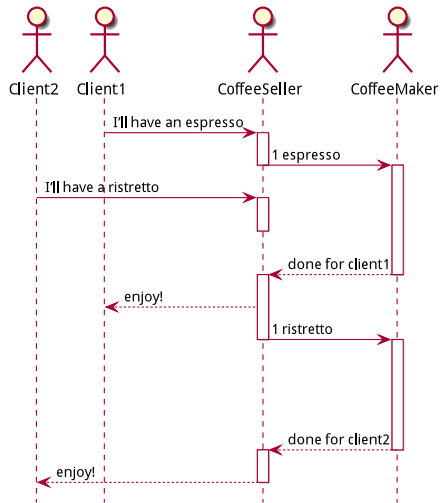 Client2 Client1 CoffeeSeller CoffeeMaker
I'll have an espresso
1 espresso
I'll have a ristretto
done for client1
enjoy!
1 ristretto
done for client2
enjoy!